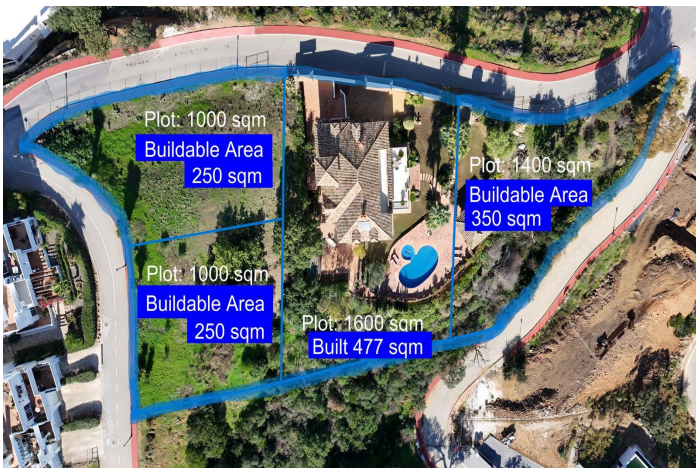 Plot: 1000 sqm
Buildable Area
250 sqm
Plot: 1400 sqm
Buildable Area
350 sqm
Plot: 1000 sqm
Buildable Area
250 sqm
Plot: 1600 sqm
Built 477 sqm